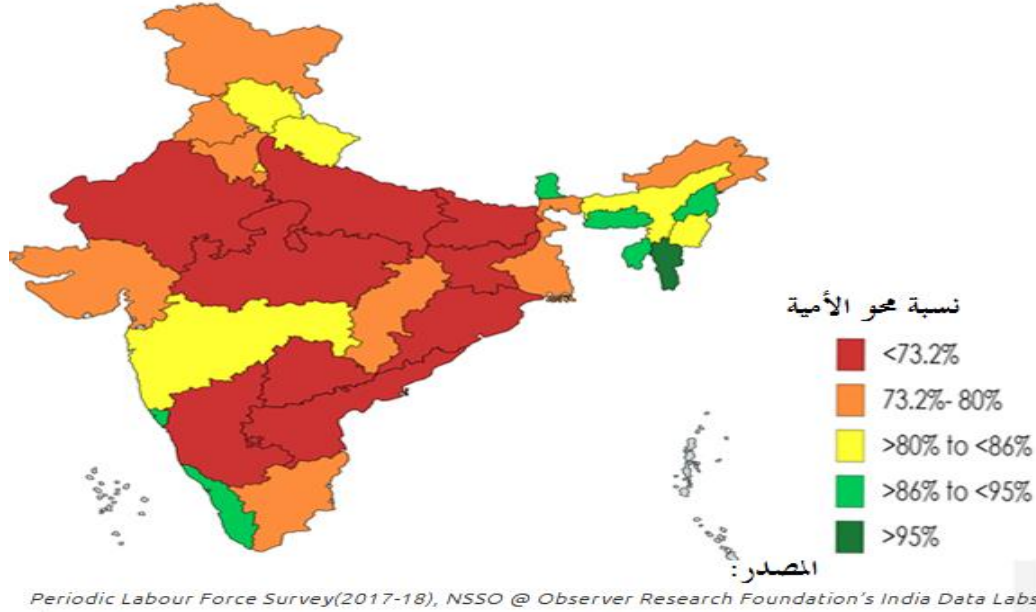 نسبة محو الأمية
<73.2%
73.2%- 80%
>80% to <86%
>86% to <95%
>95%
المصدر:
Periodic Labour Force Survey(2017-18), NSSO @ Observer Research Foundation's India Data Labs